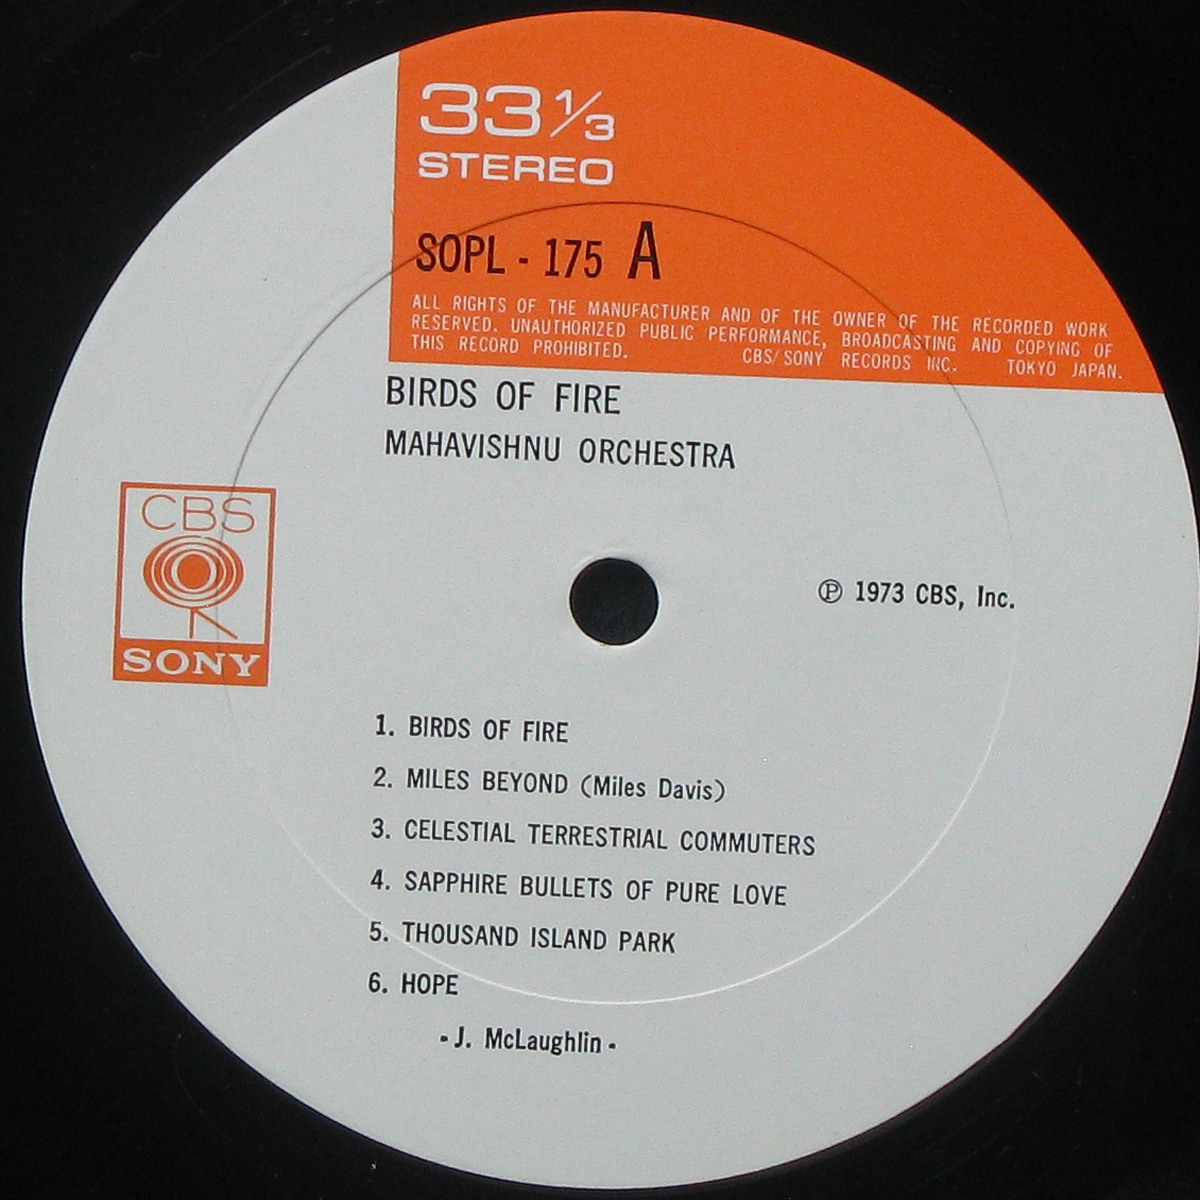 33 1/3
STEREO
SOPL - 175 A
ALL RIGHTS OF THE MANUFACTURER AND OF THE OWNER OF THE RECORDED WORK
RESERVED. UNAUTHORIZED PUBLIC PERFORMANCE, BROADCASTING AND COPYING OF
THIS RECORD PROHIBITED. CBS/SONY RECORDS INC. TOKYO JAPAN.
BIRDS OF FIRE
MAHAVISHNU ORCHESTRA
CBS
SONY
℗ 1973 CBS, Inc.
1. BIRDS OF FIRE
2. MILES BEYOND (Miles Davis)
3. CELESTIAL TERRESTRIAL COMMUTERS
4. SAPPHIRE BULLETS OF PURE LOVE
5. THOUSAND ISLAND PARK
6. HOPE
- J. McLaughlin -